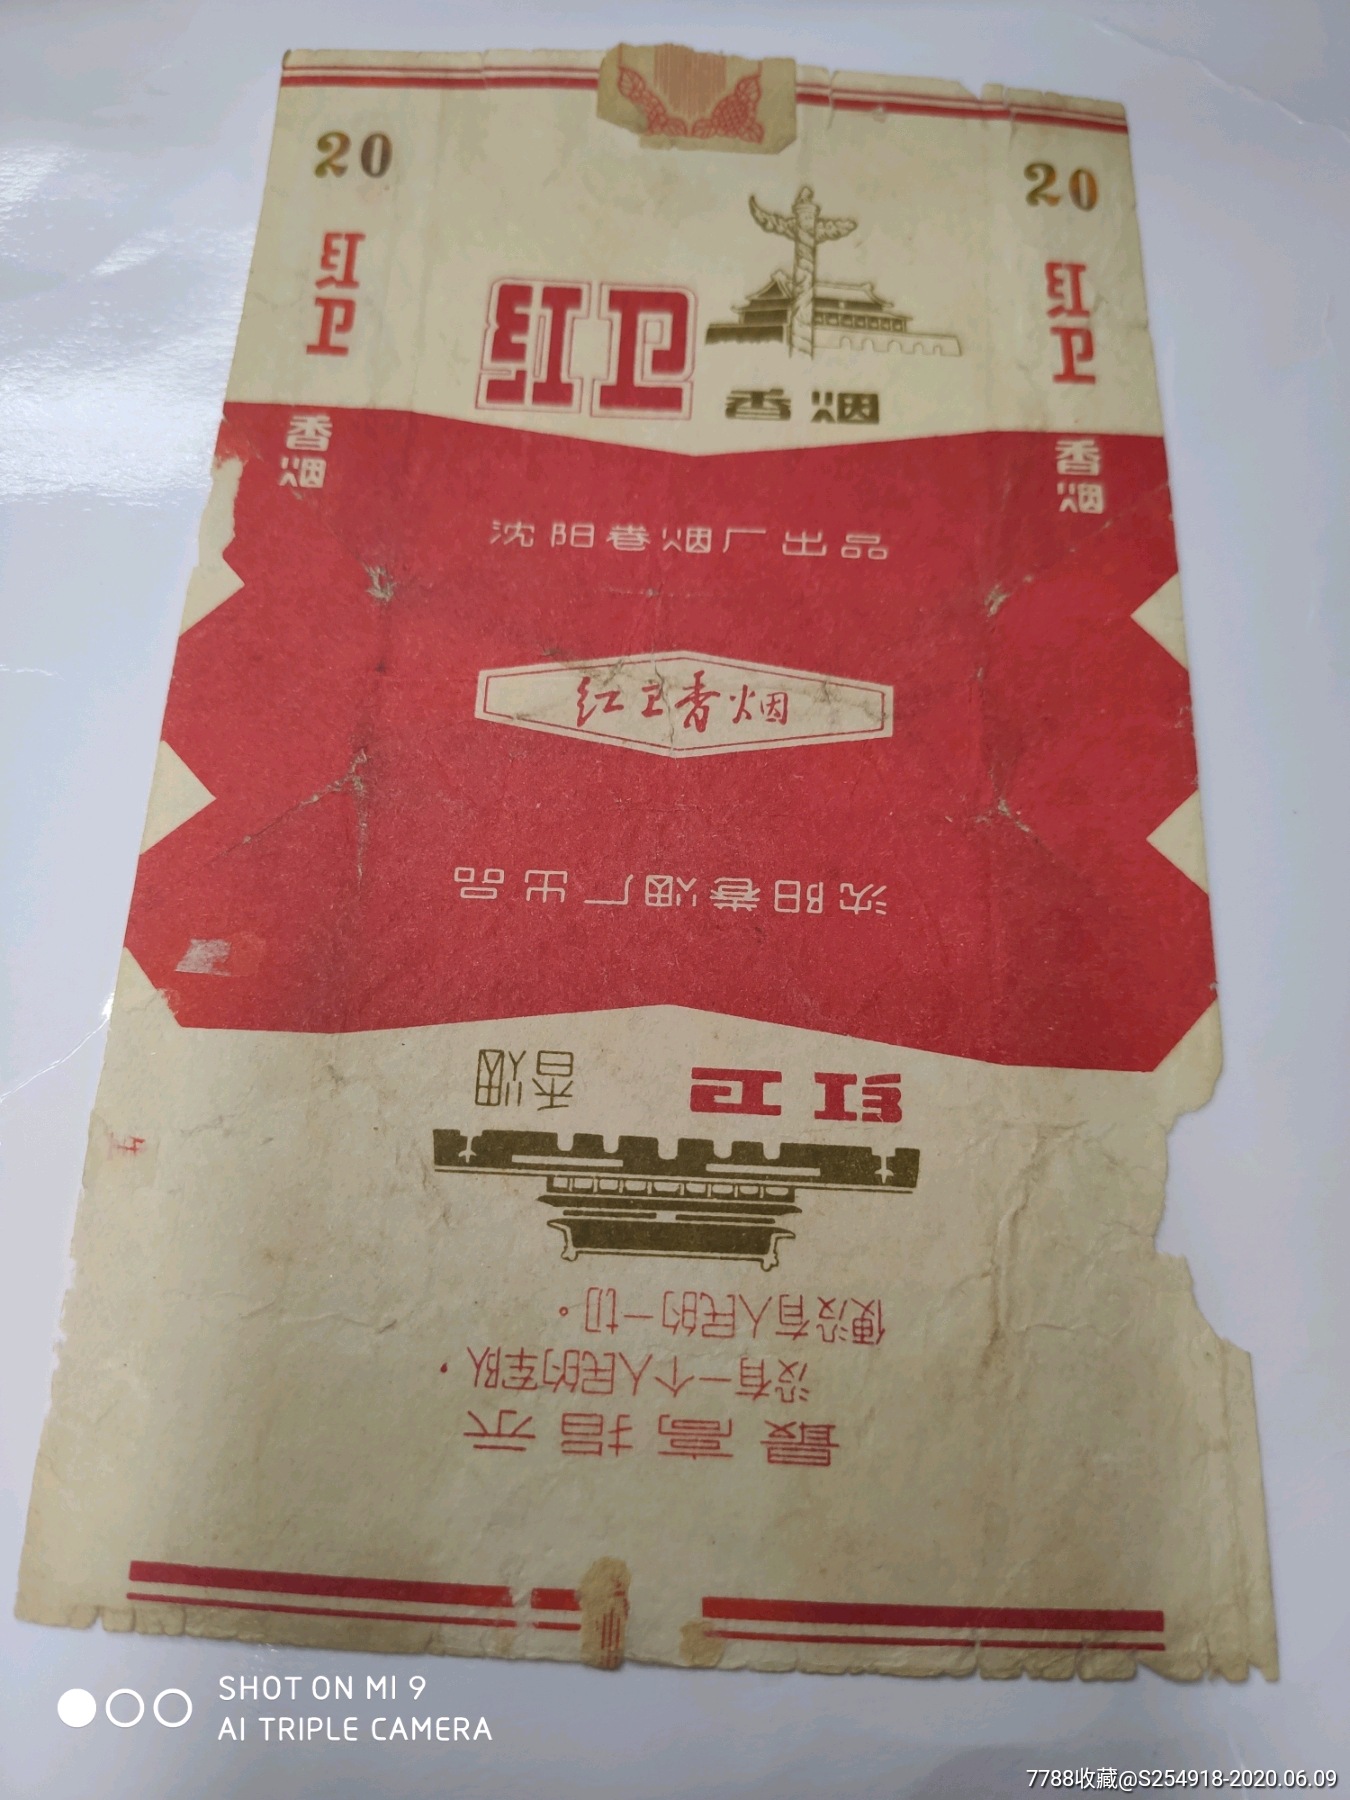 20
20
红卫
香烟
红卫
香烟
红卫
香烟
沈阳卷烟厂出品
红卫香烟
沈阳卷烟厂出品
红卫
香烟
最高指示
没有一个人民的军队，
便没有人民的一切。
SHOT ON MI 9
AI TRIPLE CAMERA
7788收藏@S254918-2020.06.09